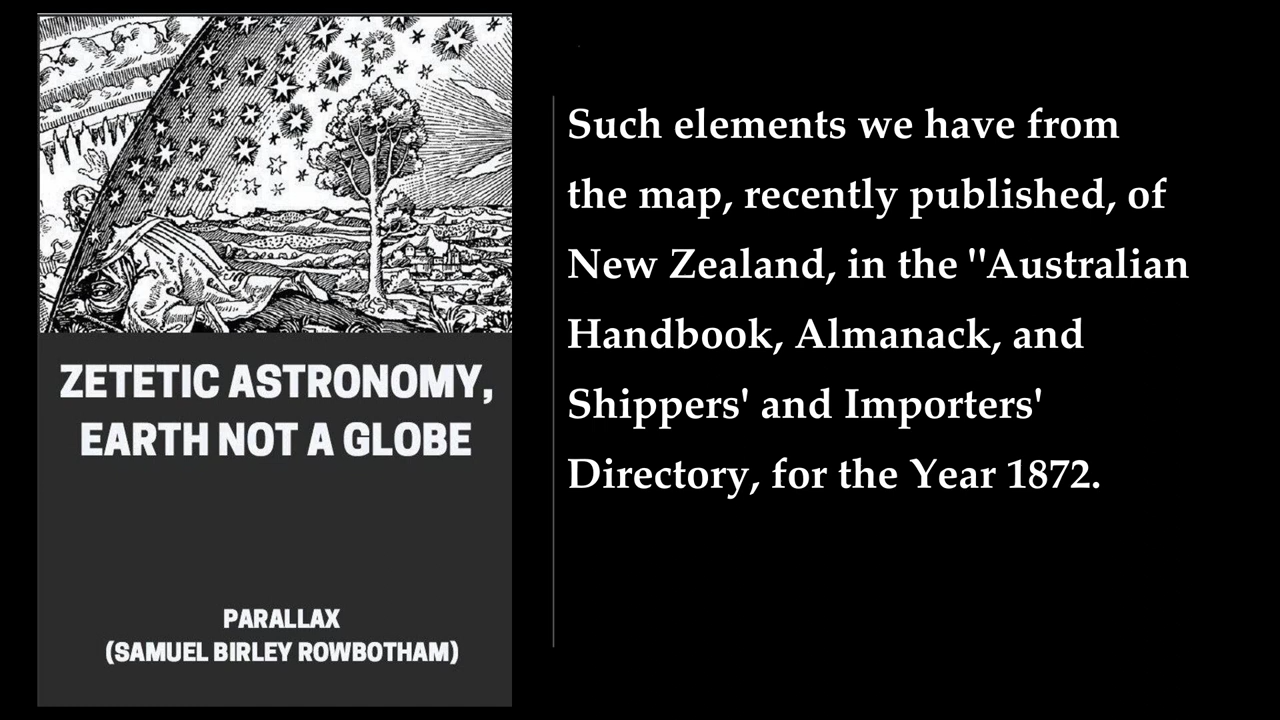 ZETETIC ASTRONOMY,
EARTH NOT A GLOBE
PARALLAX
(SAMUEL BIRLEY ROWBOTHAM)
Such elements we have from
the map, recently published, of
New Zealand, in the "Australian
Handbook, Almanack, and
Shippers' and Importers'
Directory, for the Year 1872.